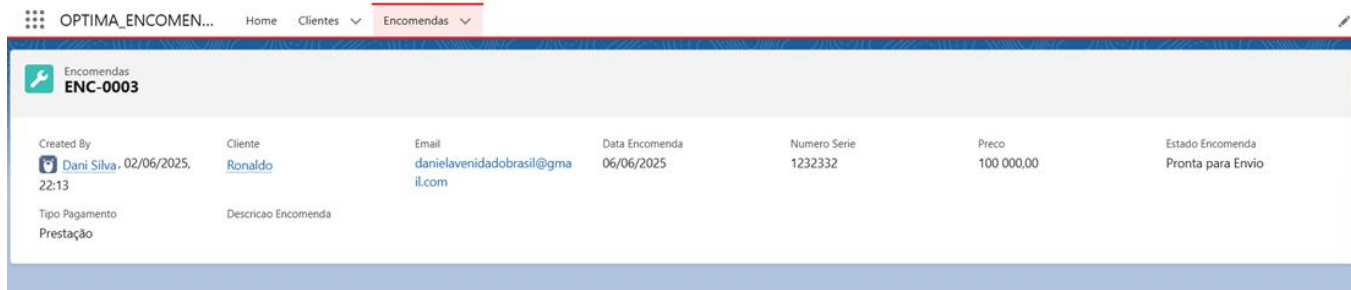 OPTIMA_ENCOMEN... Home Clientes Encomendas
Encomendas
ENC-0003
Created By Cliente Email Data Encomenda Numero Serie Preco Estado Encomenda
Dani Silva, 02/06/2025, Ronaldo danielavenidadobrasil@gma 06/06/2025 1232332 100 000,00 Pronta para Envio
22:13 il.com
Tipo Pagamento Descricao Encomenda
Prestação